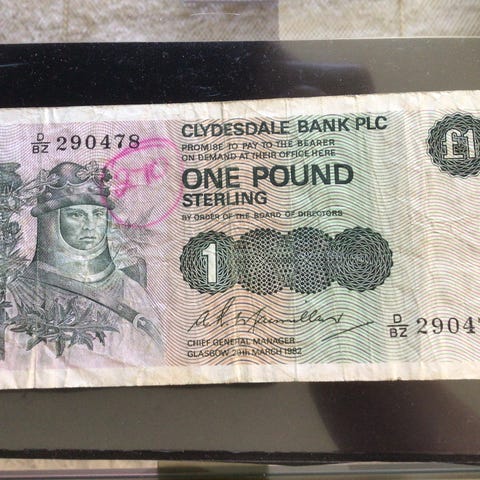 D/BZ 290478
CLYDESDALE BANK PLC
PROMISE TO PAY TO THE BEARER
ON DEMAND AT THEIR OFFICE HERE
£1
ONE POUND
STERLING
BY ORDER OF THE BOARD OF DIRECTORS
1
D/BZ 29047
CHIEF GENERAL MANAGER
GLASGOW, 29TH MARCH 1982